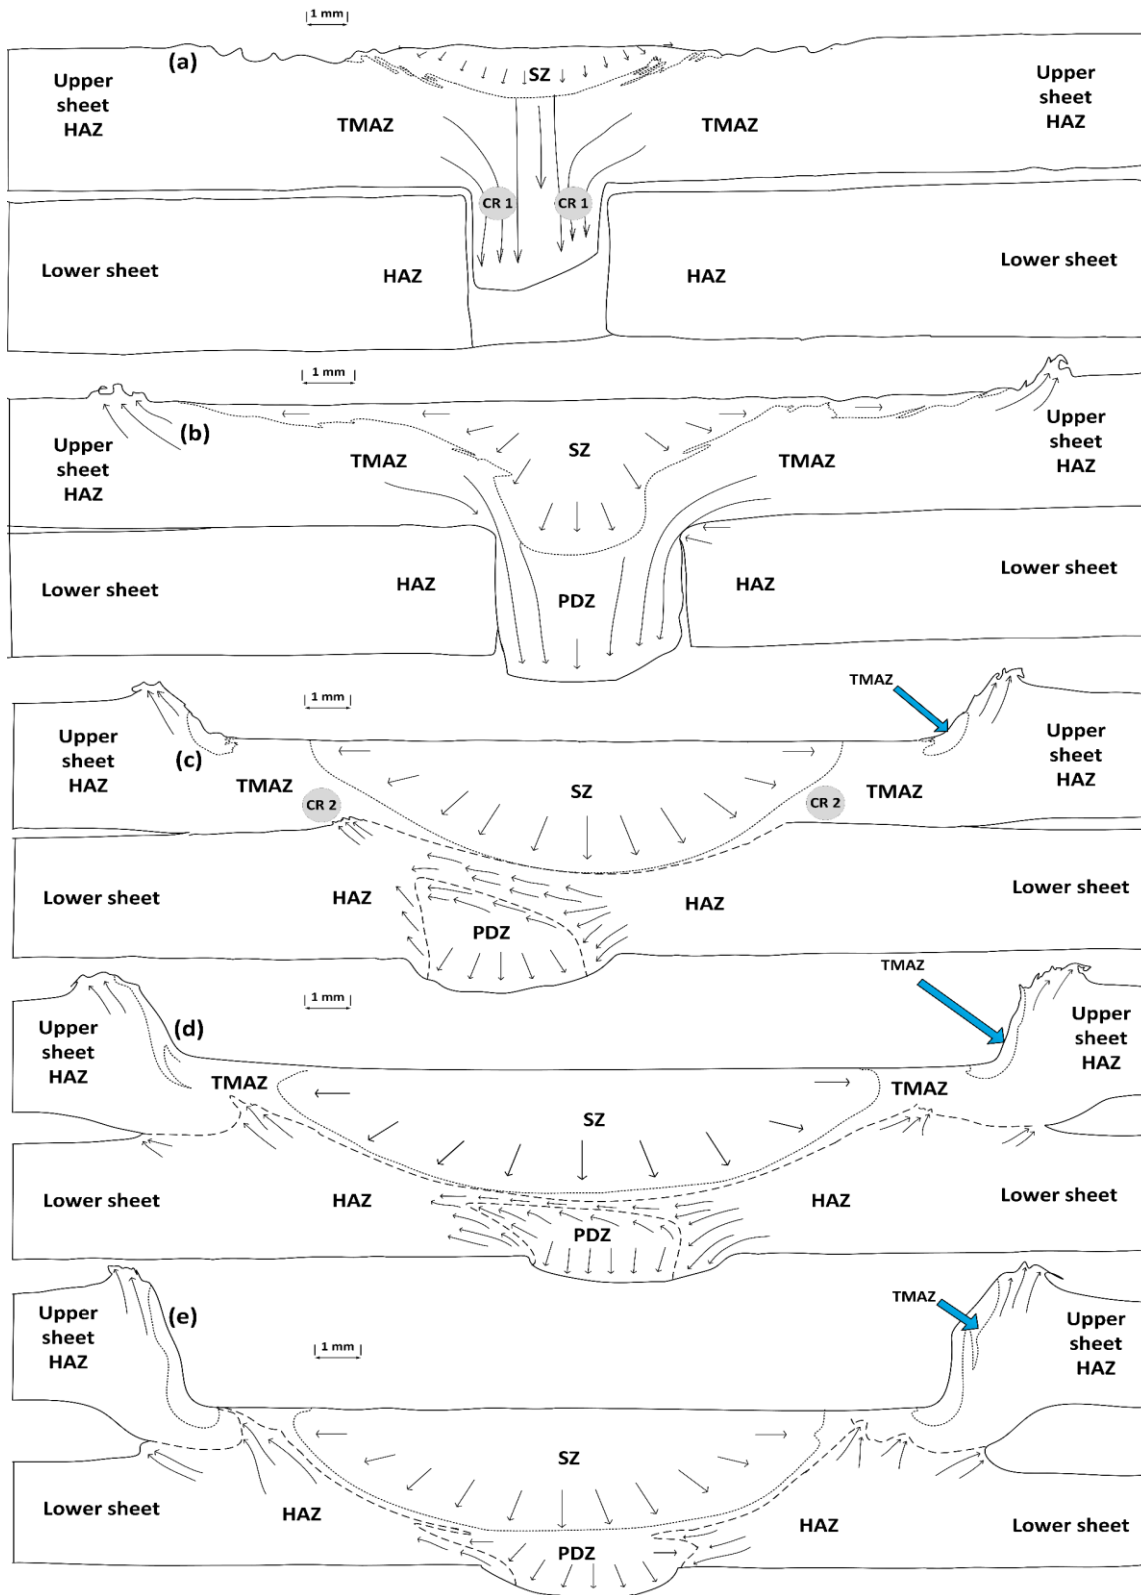 1 mm
(a)
Upper
sheet
HAZ
SZ
Upper
sheet
HAZ
TMAZ
TMAZ
CR 1
CR 1
Lower sheet
HAZ
HAZ
Lower sheet
1 mm
(b)
Upper
sheet
HAZ
SZ
Upper
sheet
HAZ
TMAZ
TMAZ
Lower sheet
HAZ
HAZ
Lower sheet
PDZ
1 mm
TMAZ
(c)
Upper
sheet
HAZ
TMAZ
CR 2
SZ
CR 2
TMAZ
Upper
sheet
HAZ
Lower sheet
HAZ
HAZ
Lower sheet
PDZ
TMAZ
1 mm
(d)
Upper
sheet
HAZ
TMAZ
SZ
TMAZ
Upper
sheet
HAZ
Lower sheet
HAZ
HAZ
Lower sheet
PDZ
TMAZ
(e)
Upper
sheet
HAZ
1 mm
Upper
sheet
HAZ
SZ
Lower sheet
HAZ
HAZ
Lower sheet
PDZ